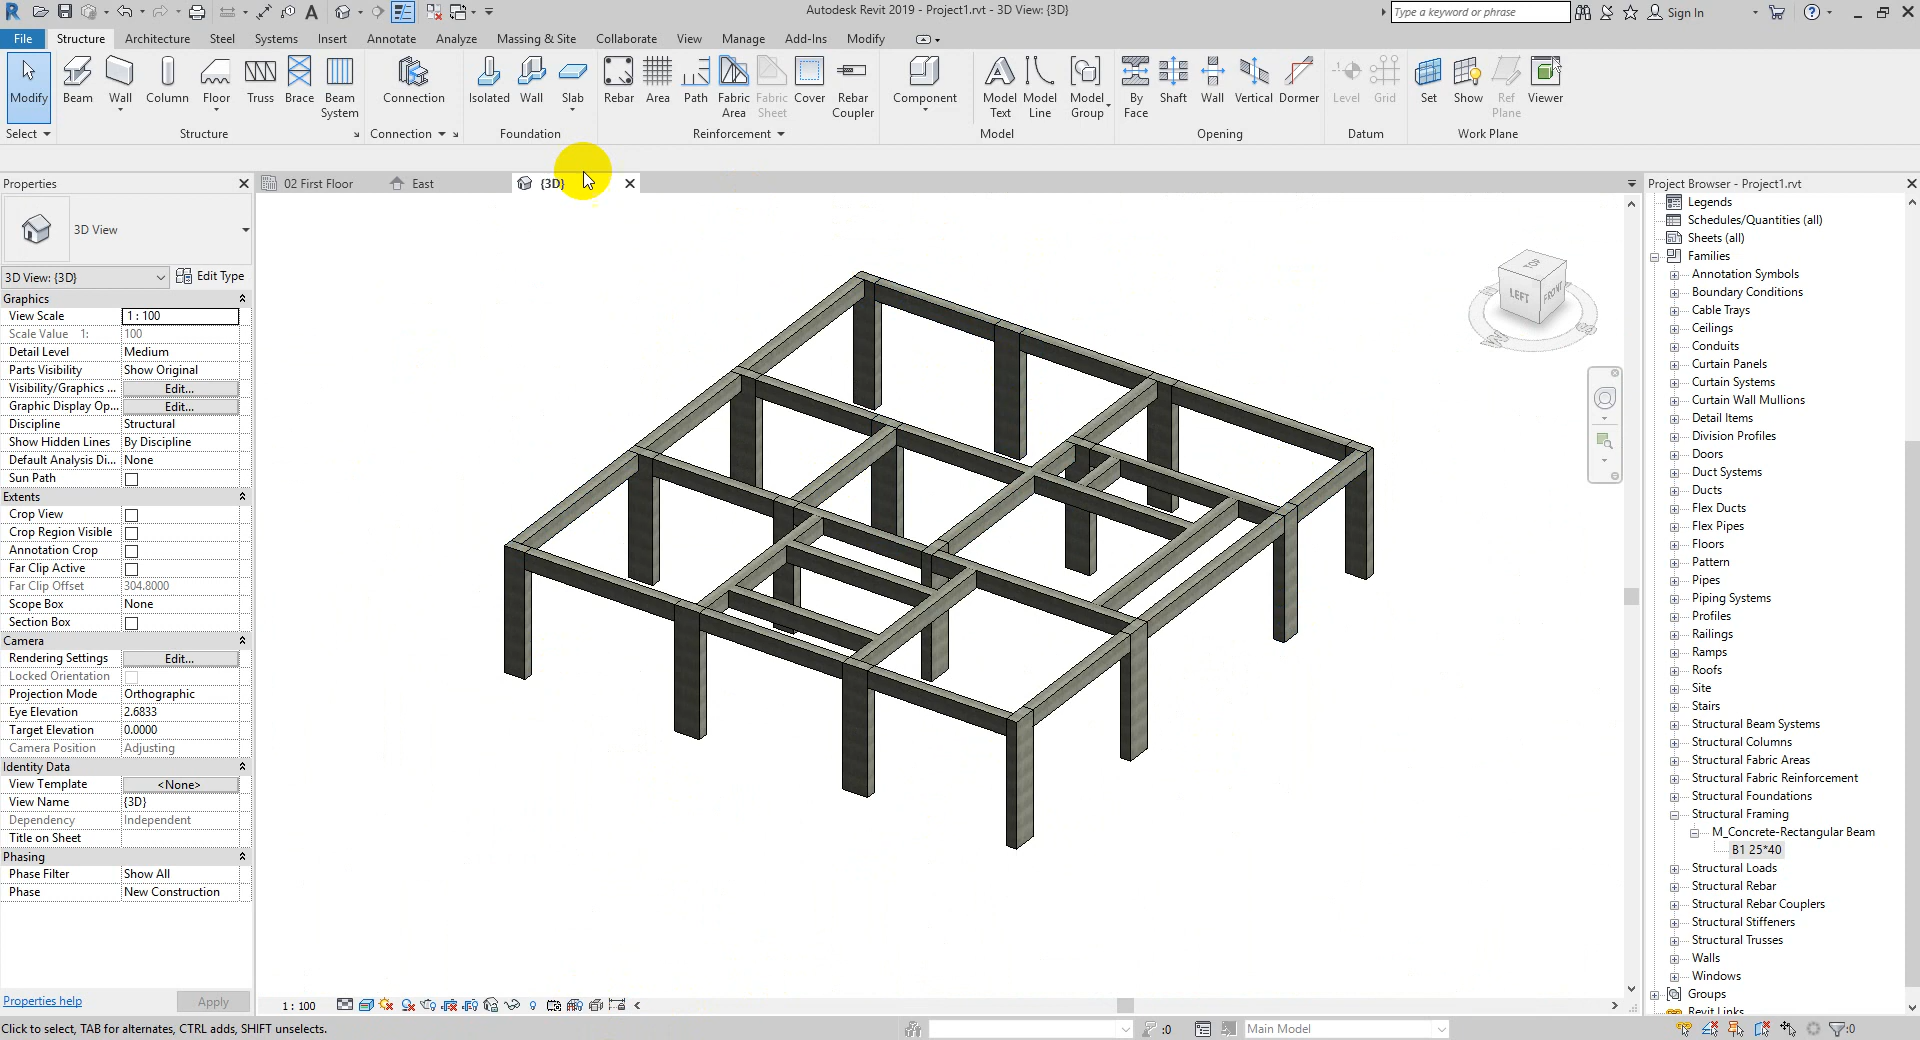 Autodesk Revit 2019 - Project1.rvt - 3D View: {3D}
Type a keyword or phrase
Sign In
File Structure Architecture Steel Systems Insert Annotate Analyze Massing & Site Collaborate View Manage Add-Ins Modify
Modify
Beam
Wall
Column
Floor
Truss
Brace
Beam
System
Connection
Isolated
Wall
Slab
Rebar
Area
Path
Fabric
Area
Fabric
Sheet
Cover
Rebar
Coupler
Component
Model
Text
Model
Line
Model
Group
By
Face
Shaft
Wall
Vertical
Dormer
Level
Grid
Set
Show
Ref
Plane
Viewer
Select Structure Connection Foundation Reinforcement Model Opening Datum Work Plane
Properties
02 First Floor
East
{3D}
Project Browser - Project1.rvt
3D View
3D View: {3D}
Edit Type
Graphics
View Scale 1 : 100
Scale Value 1: 100
Detail Level Medium
Parts Visibility Show Original
Visibility/Graphics ... Edit...
Graphic Display Op... Edit...
Discipline Structural
Show Hidden Lines By Discipline
Default Analysis Di... None
Sun Path
Extents
Crop View
Crop Region Visible
Annotation Crop
Far Clip Active
Far Clip Offset 304.8000
Scope Box None
Section Box
Camera
Rendering Settings Edit...
Locked Orientation
Projection Mode Orthographic
Eye Elevation 2.6833
Target Elevation 0.0000
Camera Position Adjusting
Identity Data
View Template <None>
View Name {3D}
Dependency Independent
Title on Sheet
Phasing
Phase Filter Show All
Phase New Construction
Properties help
Apply
TOP
LEFT
FRONT
Legends
Schedules/Quantities (all)
Sheets (all)
Families
Annotation Symbols
Boundary Conditions
Cable Trays
Ceilings
Conduits
Curtain Panels
Curtain Systems
Curtain Wall Mullions
Detail Items
Division Profiles
Doors
Duct Systems
Ducts
Flex Ducts
Flex Pipes
Floors
Pattern
Pipes
Piping Systems
Profiles
Railings
Ramps
Roofs
Site
Stairs
Structural Beam Systems
Structural Columns
Structural Fabric Areas
Structural Fabric Reinforcement
Structural Foundations
Structural Framing
M_Concrete-Rectangular Beam
B1 25*40
Structural Loads
Structural Rebar
Structural Rebar Couplers
Structural Stiffeners
Structural Trusses
Walls
Windows
Groups
Revit Links
1 : 100
Click to select, TAB for alternates, CTRL adds, SHIFT unselects.
:0
Main Model
:0